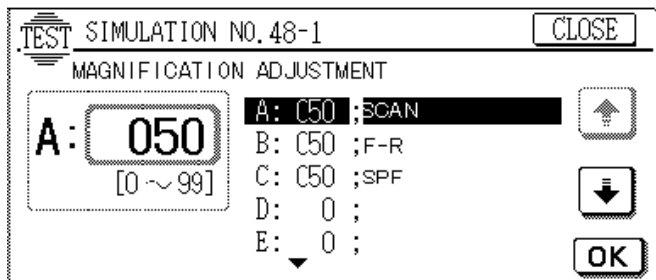 TEST SIMULATION NO.48-1 CLOSE
MAGNIFICATION ADJUSTMENT
A: 050
[0 ~ 99]
A: C50 ;SCAN
B: C50 ;F-R
C: C50 ;SPF
D: 0 ;
E: 0 ;
OK